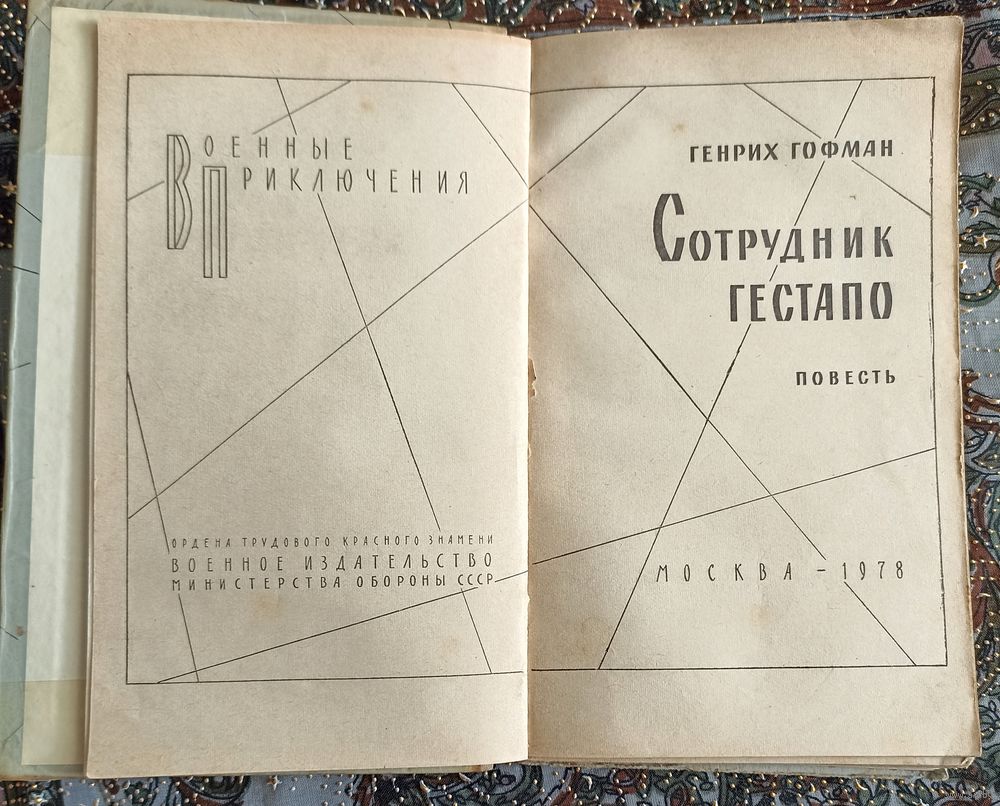 ВОЕННЫЕ
ПРИКЛЮЧЕНИЯ
ОРДЕНА ТРУДОВОГО КРАСНОГО ЗНАМЕНИ
ВОЕННОЕ ИЗДАТЕЛЬСТВО
МИНИСТЕРСТВА ОБОРОНЫ СССР
ГЕНРИХ ГОФМАН
СОТРУДНИК
ГЕСТАПО
ПОВЕСТЬ
МОСКВА – 1978